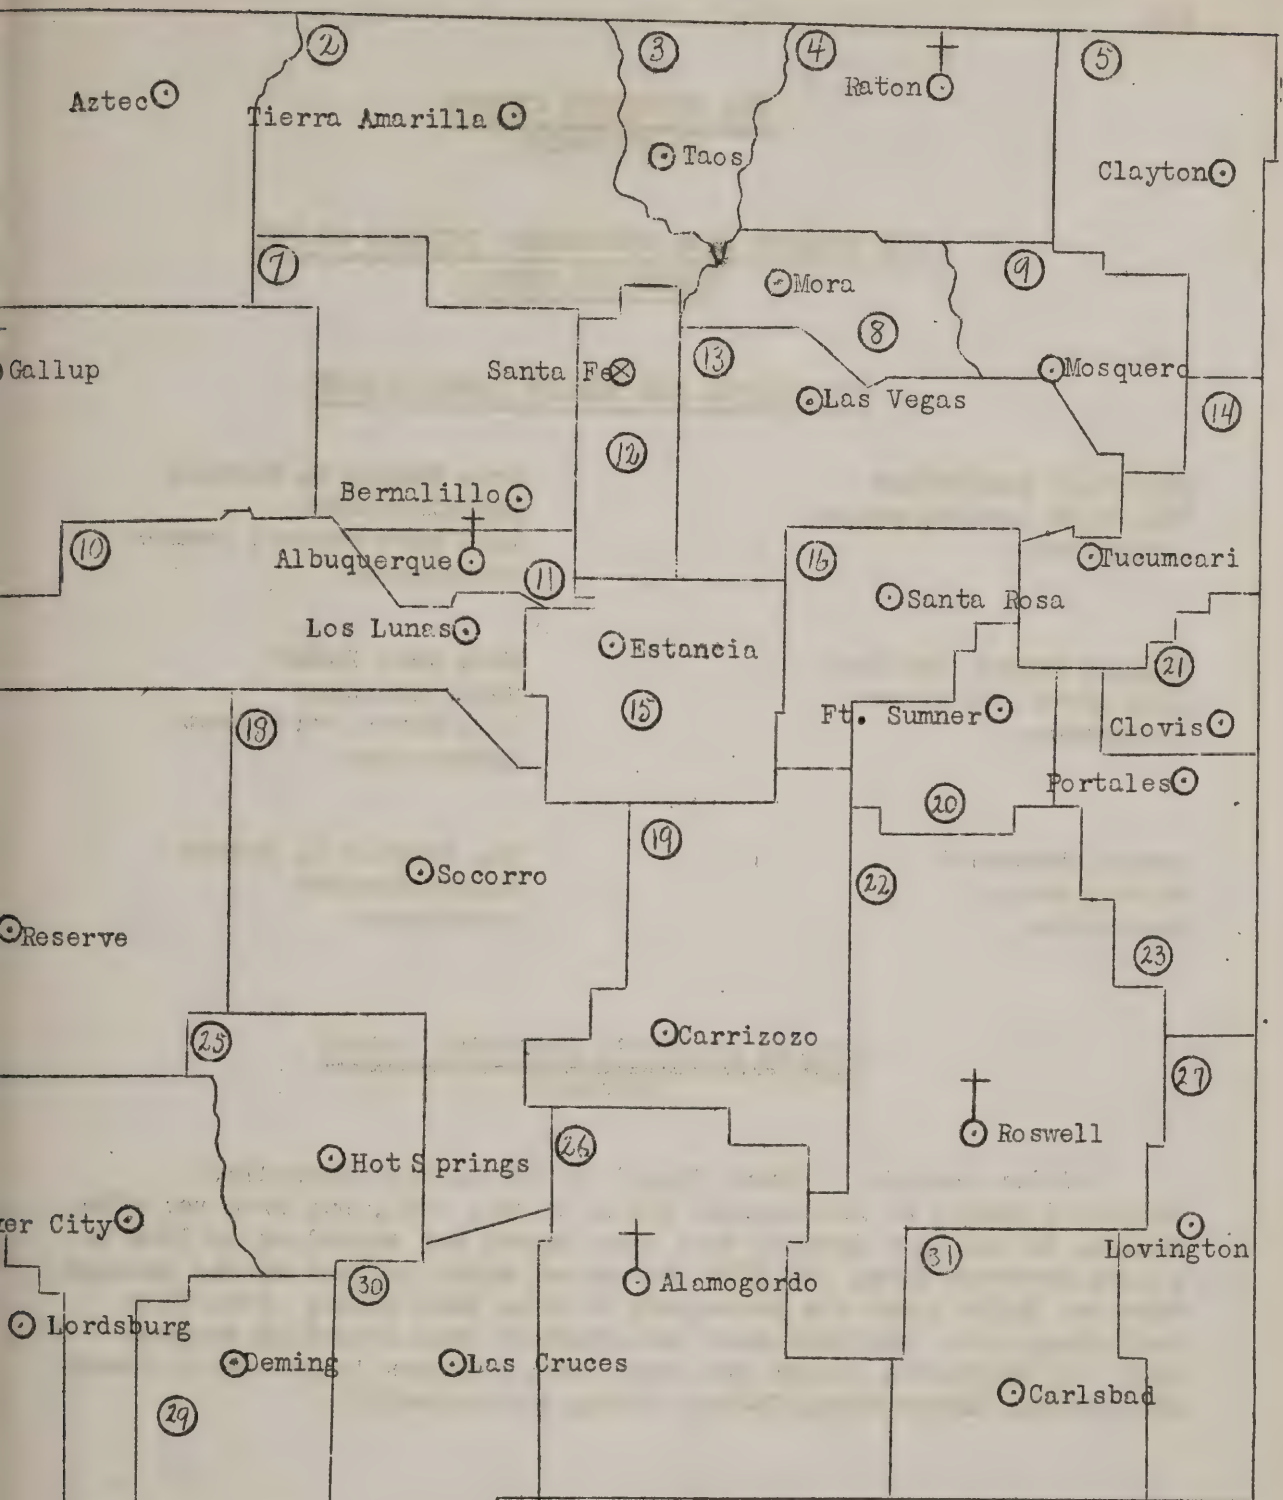 2
3
4
5
Raton
Aztec
Tierra Amarilla
Taos
Clayton
7
9
Mora
8
13
Gallup
Santa Fe
Mosquero
Las Vegas
14
12
Bernalillo
10
Albuquerque
11
16
Tucumcari
Santa Rosa
Los Lunas
Estancia
21
15
18
Ft. Sumner
Clovis
Portales
20
19
Socorro
22
Reserve
23
25
Carrizozo
27
Roswell
26
Hot Springs
er City
Lovington
31
30
Alamogordo
Lordsburg
Deming
Las Cruces
Carlsbad
29